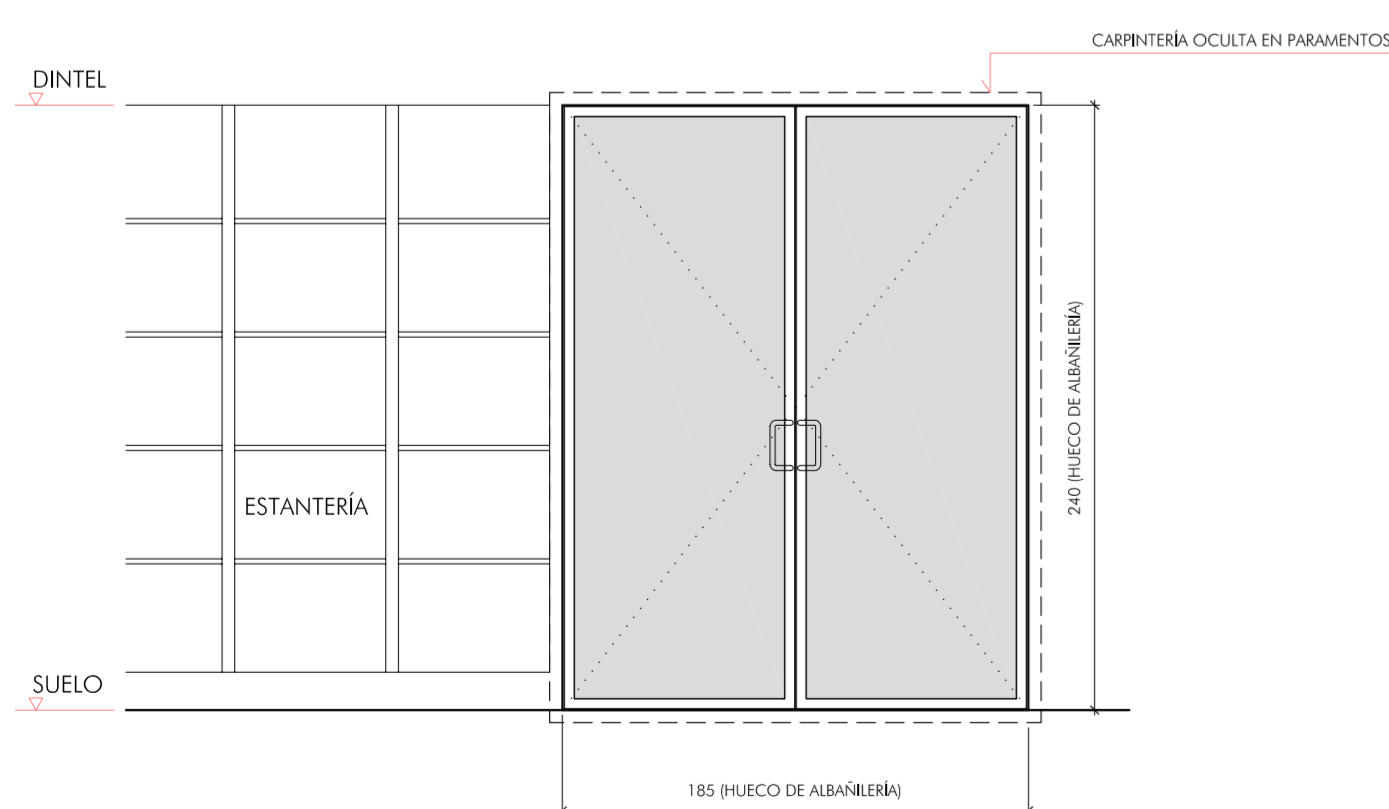 CARPINTERÍA OCULTA EN PARAMENTOS
DINTEL
240 (HUECO DE ALBAÑILERÍA)
ESTANTERÍA
SUELO
185 (HUECO DE ALBAÑILERÍA)